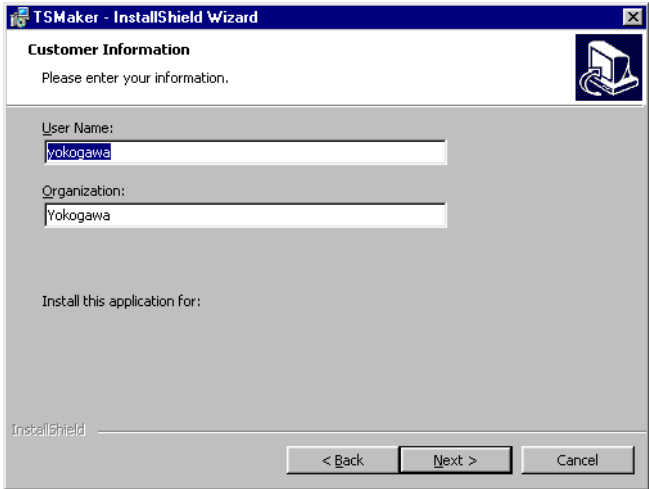 TSMaker - InstallShield Wizard
Customer Information
Please enter your information.
User Name:
yokogawa
Organization:
Yokogawa
Install this application for:
InstallShield
< Back
Next >
Cancel